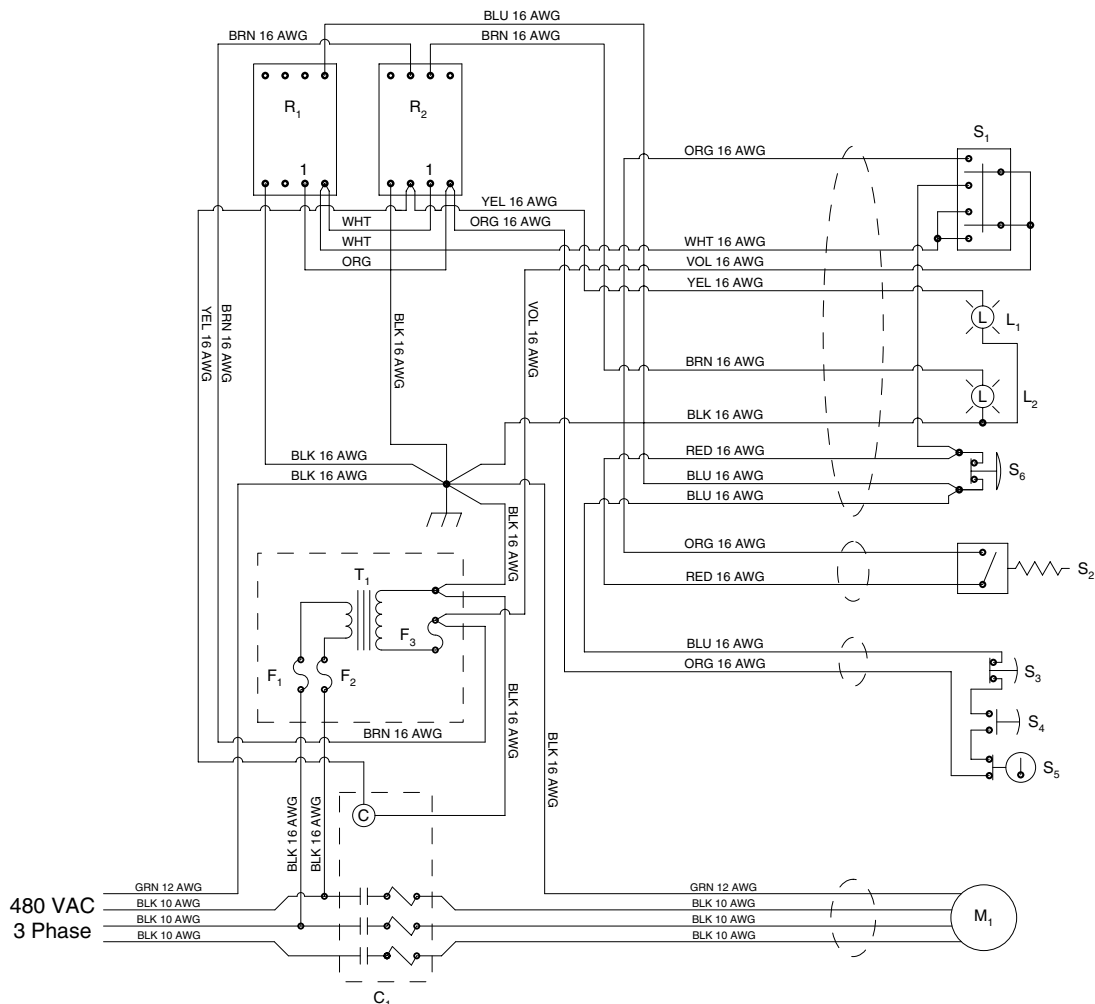 BLU 16 AWG
BRN 16 AWG
BRN 16 AWG
R1
R2
1
1
S1
ORG 16 AWG
YEL 16 AWG
WHT
ORG 16 AWG
WHT
WHT 16 AWG
ORG
VOL 16 AWG
YEL 16 AWG
YEL 16 AWG
BRN 16 AWG
BLK 16 AWG
VOL 16 AWG
L
L1
BRN 16 AWG
L
L2
BLK 16 AWG
BLK 16 AWG
RED 16 AWG
BLK 16 AWG
BLU 16 AWG
S6
BLU 16 AWG
BLK 16 AWG
ORG 16 AWG
T1
RED 16 AWG
S2
F3
BLU 16 AWG
F1
F2
ORG 16 AWG
S3
BLK 16 AWG
S4
BRN 16 AWG
BLK 16 AWG
S5
C
BLK 16 AWG
BLK 16 AWG
GRN 12 AWG
GRN 12 AWG
480 VAC
BLK 10 AWG
BLK 10 AWG
3 Phase
BLK 10 AWG
BLK 10 AWG
M1
BLK 10 AWG
BLK 10 AWG
C1